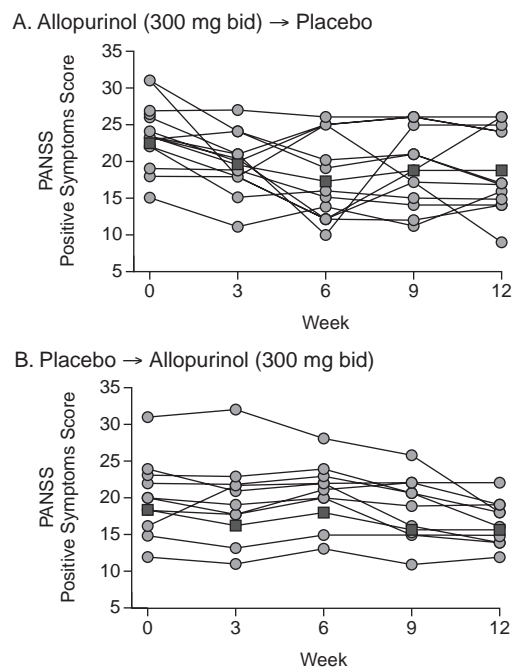 A. Allopurinol (300 mg bid) → Placebo
PANSS
Positive Symptoms Score
35
30
25
20
15
10
5
0 3 6 9 12
Week
B. Placebo → Allopurinol (300 mg bid)
PANSS
Positive Symptoms Score
35
30
25
20
15
10
5
0 3 6 9 12
Week